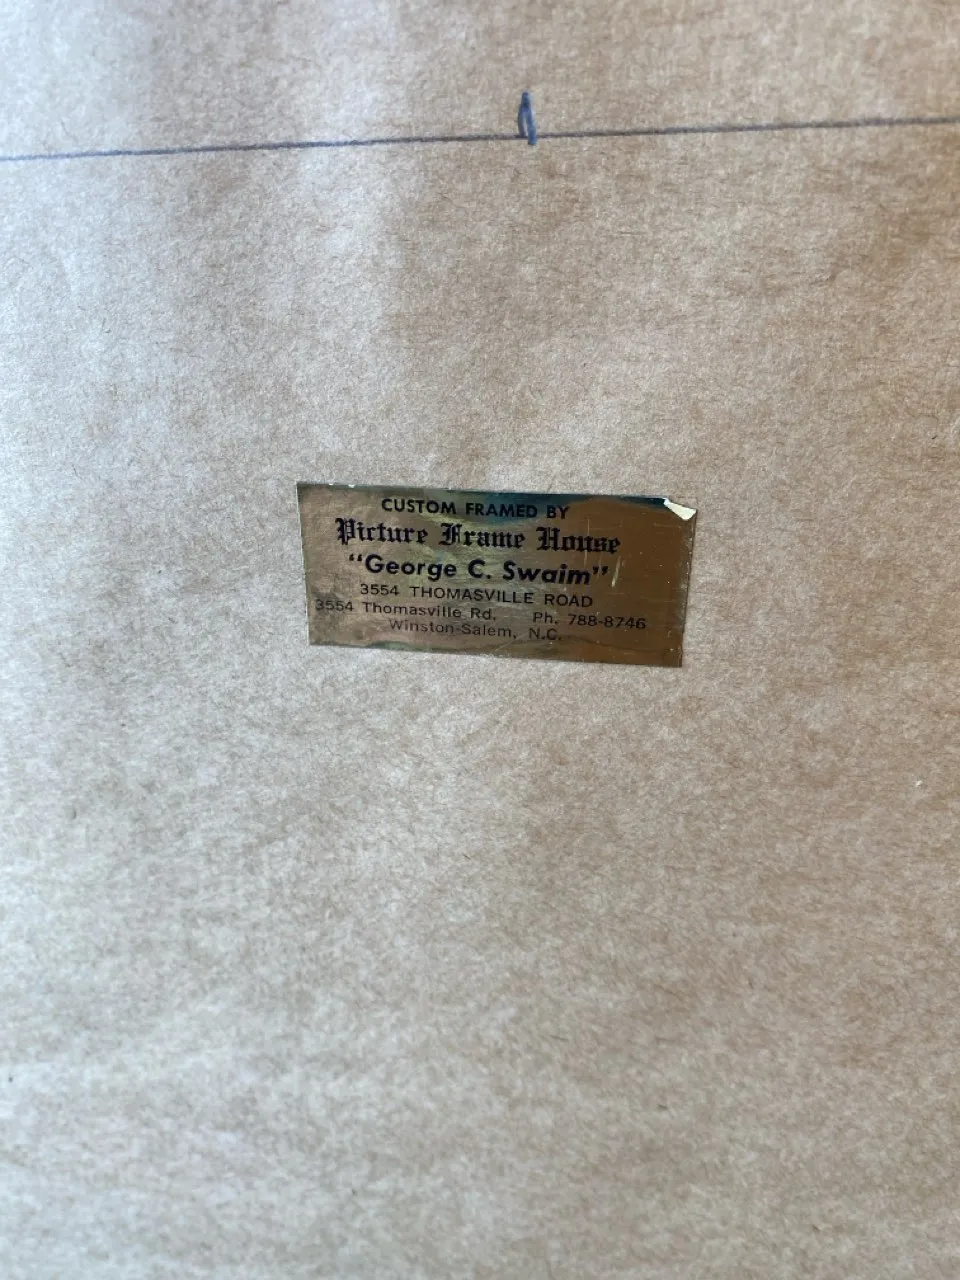 CUSTOM FRAMED BY
Picture Frame House
"George C. Swaim"
3554 THOMASVILLE ROAD
3554 Thomasville Rd. Ph. 788-8746
Winston-Salem, N.C.